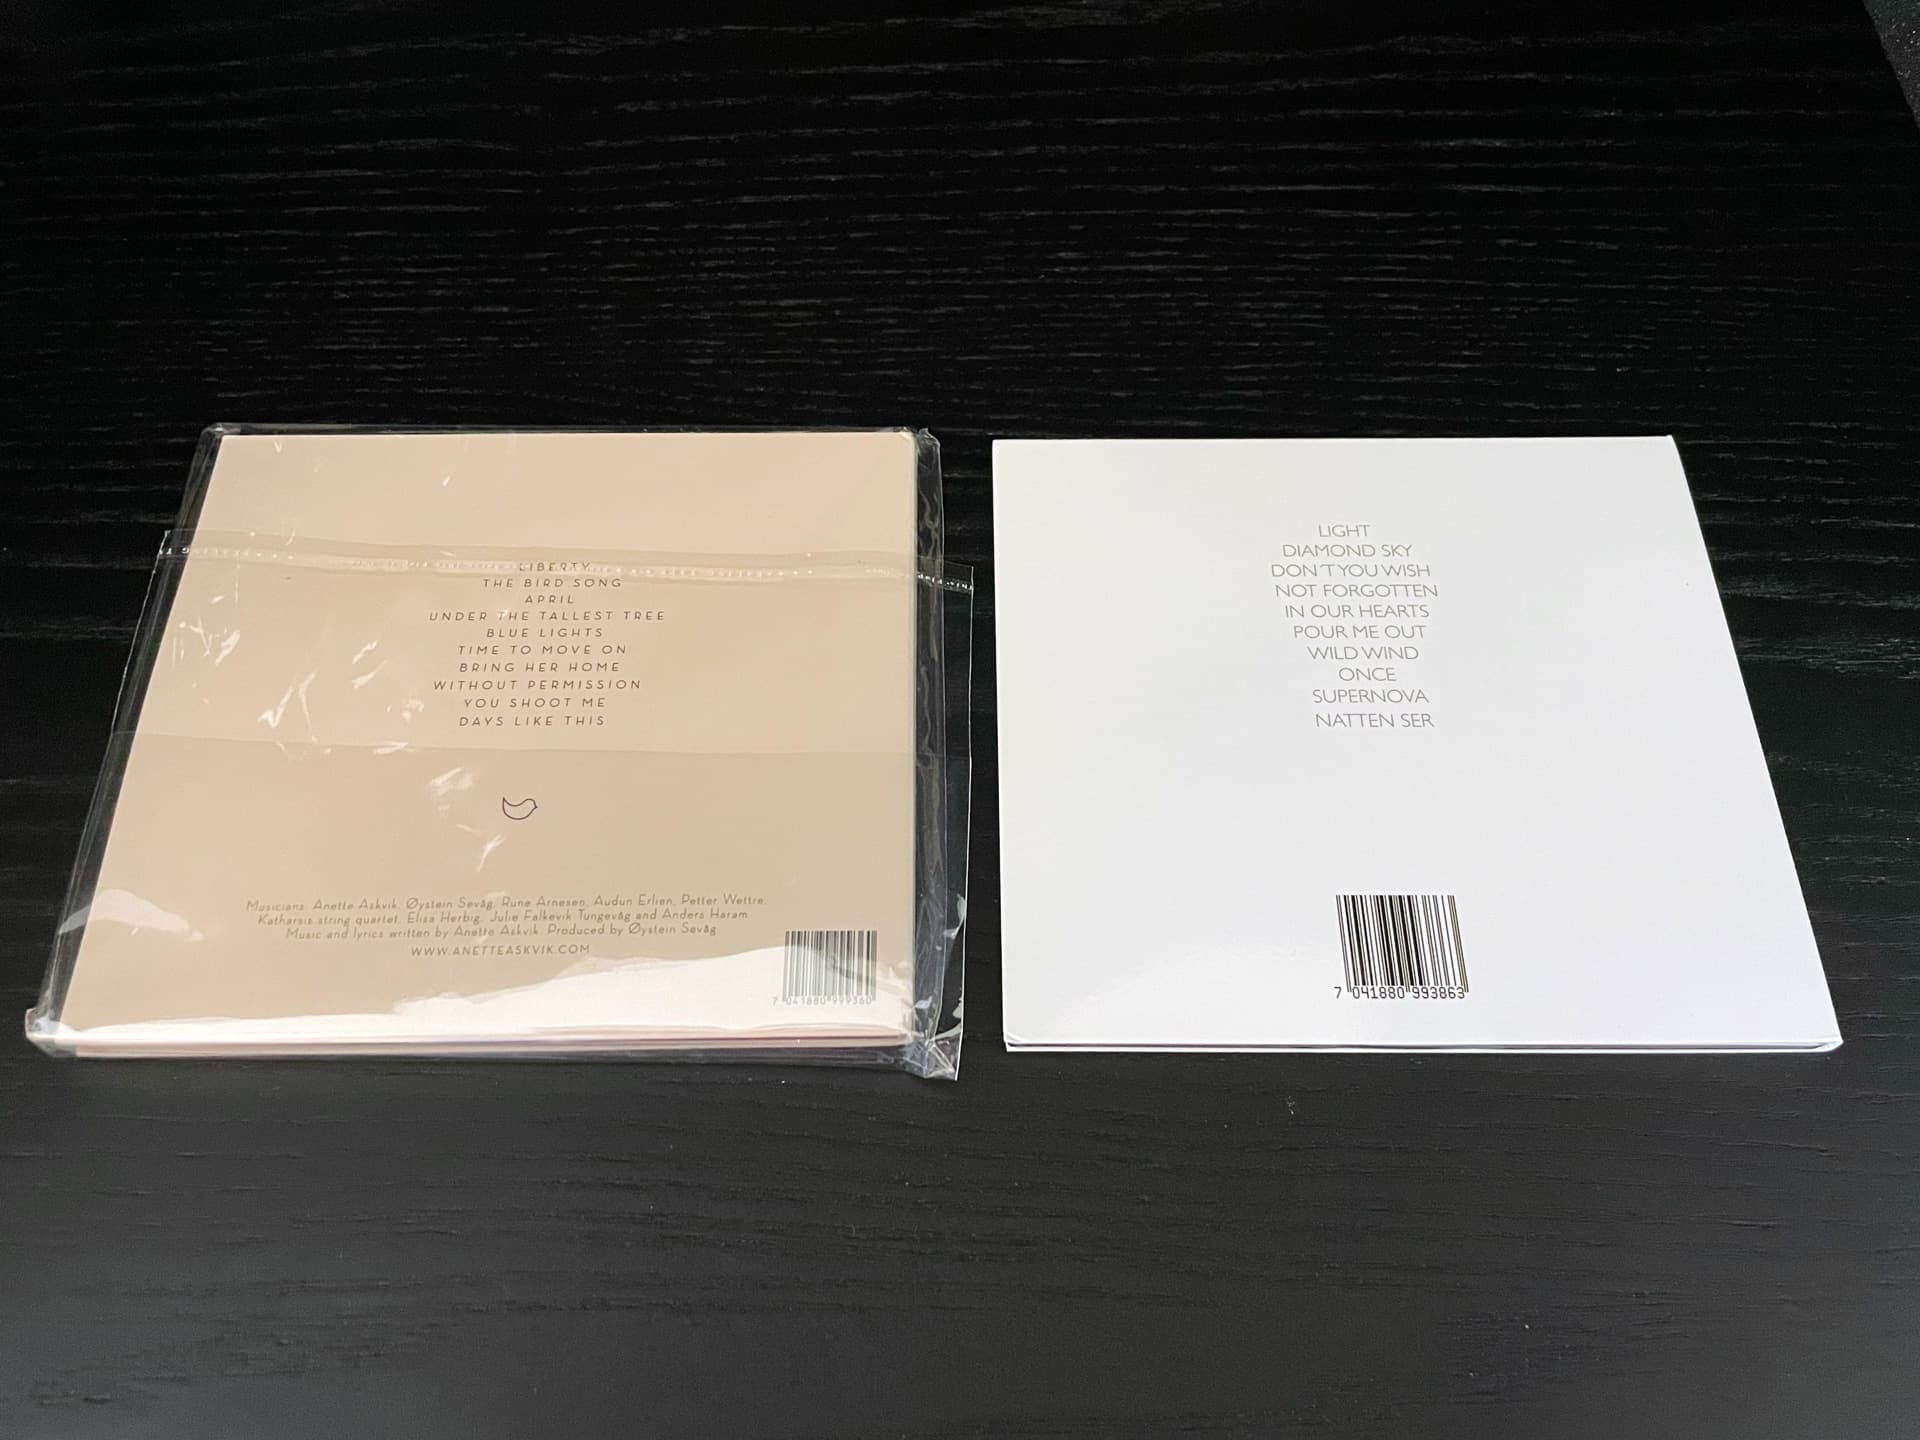 LIBERTY
THE BIRD SONG
APRIL
UNDER THE TALLEST TREE
BLUE LIGHTS
TIME TO MOVE ON
BRING HER HOME
WITHOUT PERMISSION
YOU SHOOT ME
DAYS LIKE THIS
Musicians: Anette Askvik, Øystein Sevåg, Rune Arnesen, Audun Erlien, Petter Wettre,
Katharsis string quartet, Elisa Herbig, Julie Falkevik Tungevåg and Anders Haram
Music and lyrics written by Anette Askvik. Produced by Øystein Sevåg
WWW.ANETTEASKVIK.COM
7 041880 999360
LIGHT
DIAMOND SKY
DON'T YOU WISH
NOT FORGOTTEN
IN OUR HEARTS
POUR ME OUT
WILD WIND
ONCE
SUPERNOVA
NATTEN SER
7 041880 993863